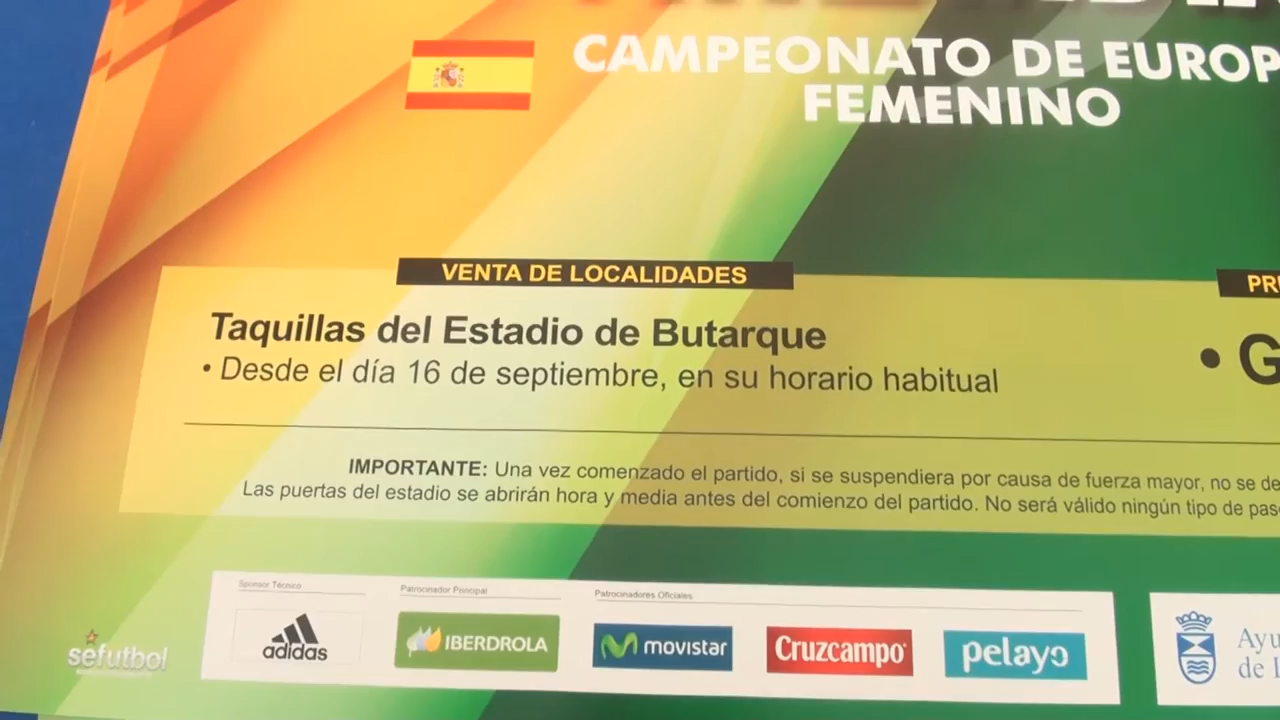 CAMPEONATO DE EUROP
FEMENINO
VENTA DE LOCALIDADES
PR
Taquillas del Estadio de Butarque
• Desde el día 16 de septiembre, en su horario habitual
• G
IMPORTANTE: Una vez comenzado el partido, si se suspendiera por causa de fuerza mayor, no se de
Las puertas del estadio se abrirán hora y media antes del comienzo del partido. No será válido ningún tipo de pas
Sponsor Técnico
Patrocinador Principal
Patrocinadores Oficiales
sefutbol
adidas
IBERDROLA
movistar
Cruzcampo
pelayo
Ayu
de